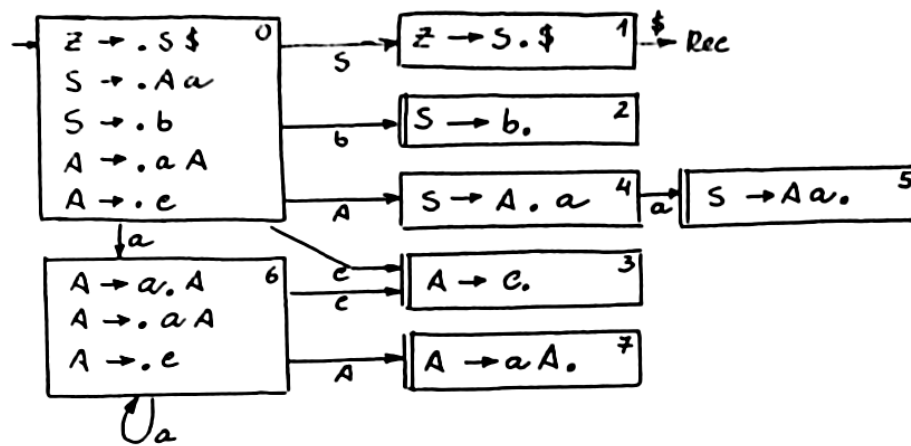 Z → . S $ 0
S → . A a
S → . b
A → . a A
A → . e
S
Z → S . $ 1
$
Rec
b
S → b. 2
A
S → A . a 4
a
S → A a . 5
a
A → a . A 6
A → . a A
A → . e
e
e
A → c. 3
A
A → a A . 7
a